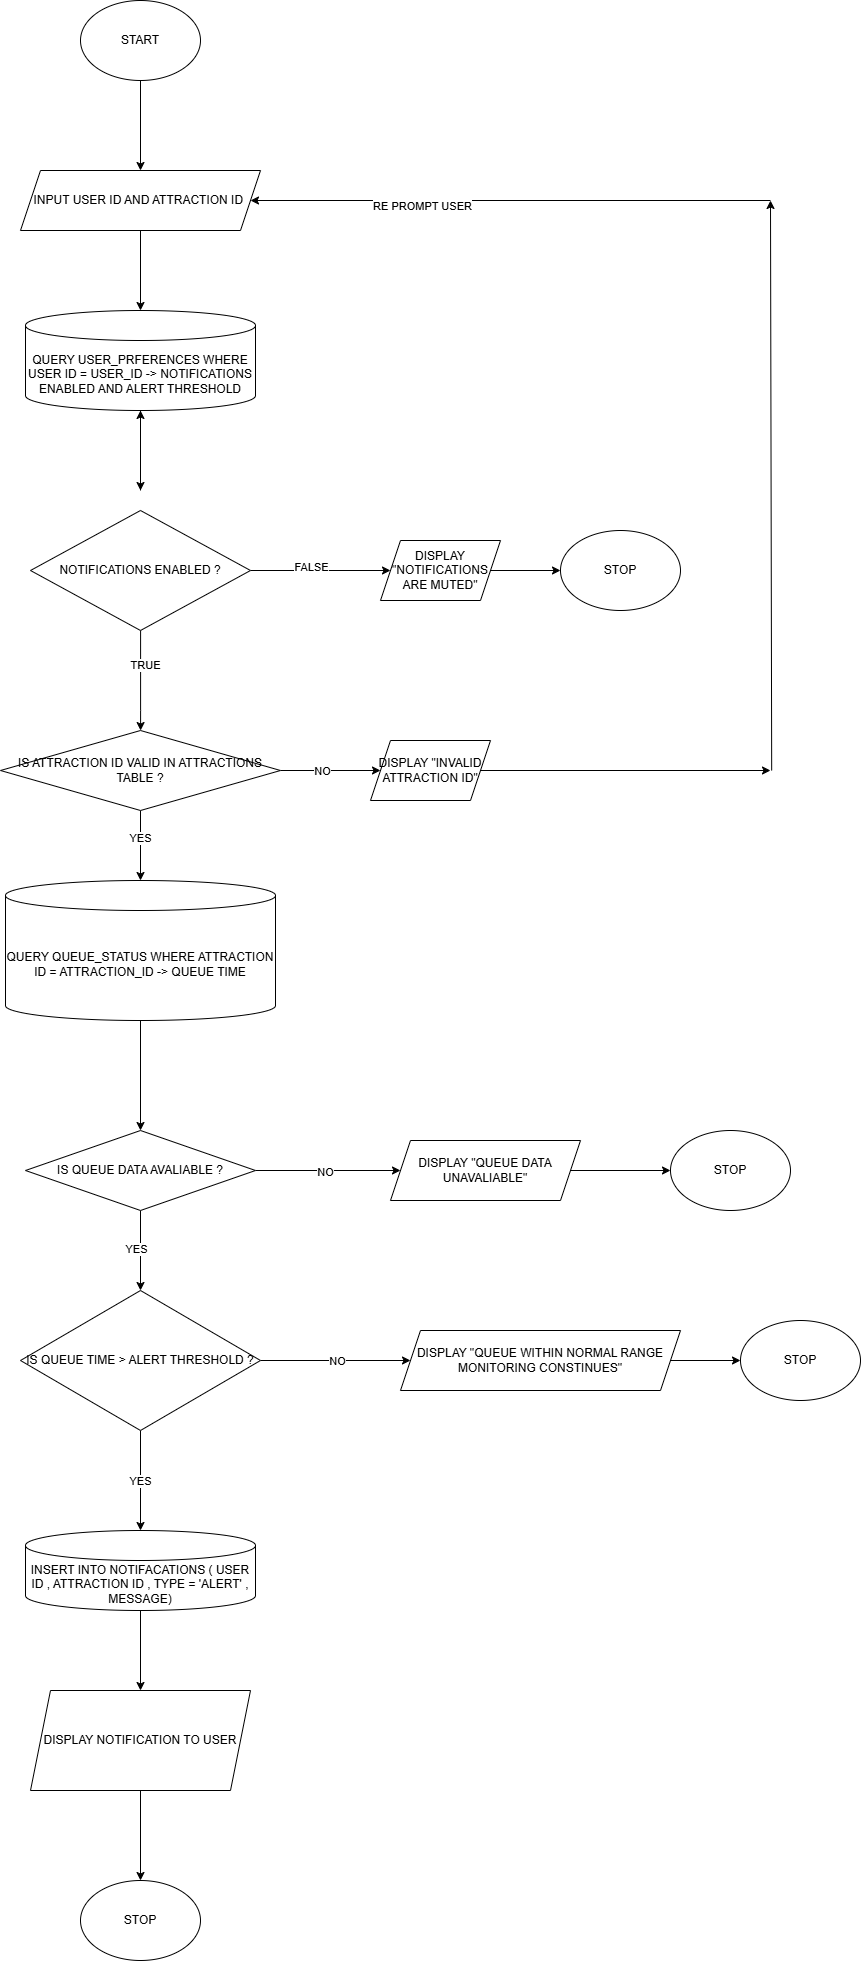 START
INPUT USER ID AND ATTRACTION ID
RE PROMPT USER
QUERY USER_PRFERENCES WHERE
USER ID = USER_ID -> NOTIFICATIONS
ENABLED AND ALERT THRESHOLD
NOTIFICATIONS ENABLED ?
FALSE
DISPLAY
"NOTIFICATIONS
ARE MUTED"
STOP
TRUE
IS ATTRACTION ID VALID IN ATTRACTIONS
TABLE ?
NO
DISPLAY "INVALID
ATTRACTION ID"
YES
QUERY QUEUE_STATUS WHERE ATTRACTION
ID = ATTRACTION_ID -> QUEUE TIME
IS QUEUE DATA AVALIABLE ?
NO
DISPLAY "QUEUE DATA
UNAVALIABLE"
STOP
YES
IS QUEUE TIME > ALERT THRESHOLD ?
NO
DISPLAY "QUEUE WITHIN NORMAL RANGE
MONITORING CONSTINUES"
STOP
YES
INSERT INTO NOTIFACATIONS ( USER
ID , ATTRACTION ID , TYPE = 'ALERT' ,
MESSAGE)
DISPLAY NOTIFICATION TO USER
STOP